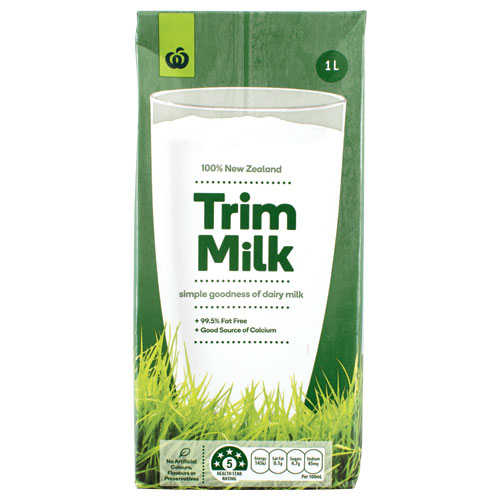 1 L
100% New Zealand
Trim
Milk
simple goodness of dairy milk
+ 99.5% Fat Free
+ Good Source of Calcium
No Artificial
Colours,
Flavours or
Preservatives
5
HEALTH STAR
RATING
Energy
145kJ
Sat Fat
0.3g
Sugars
4.7g
Sodium
45mg
Per 100mL